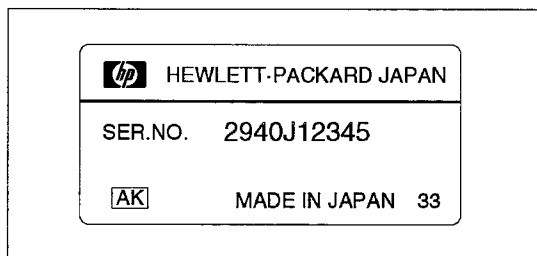 hp HEWLETT·PACKARD JAPAN
SER.NO. 2940J12345
AK MADE IN JAPAN 33